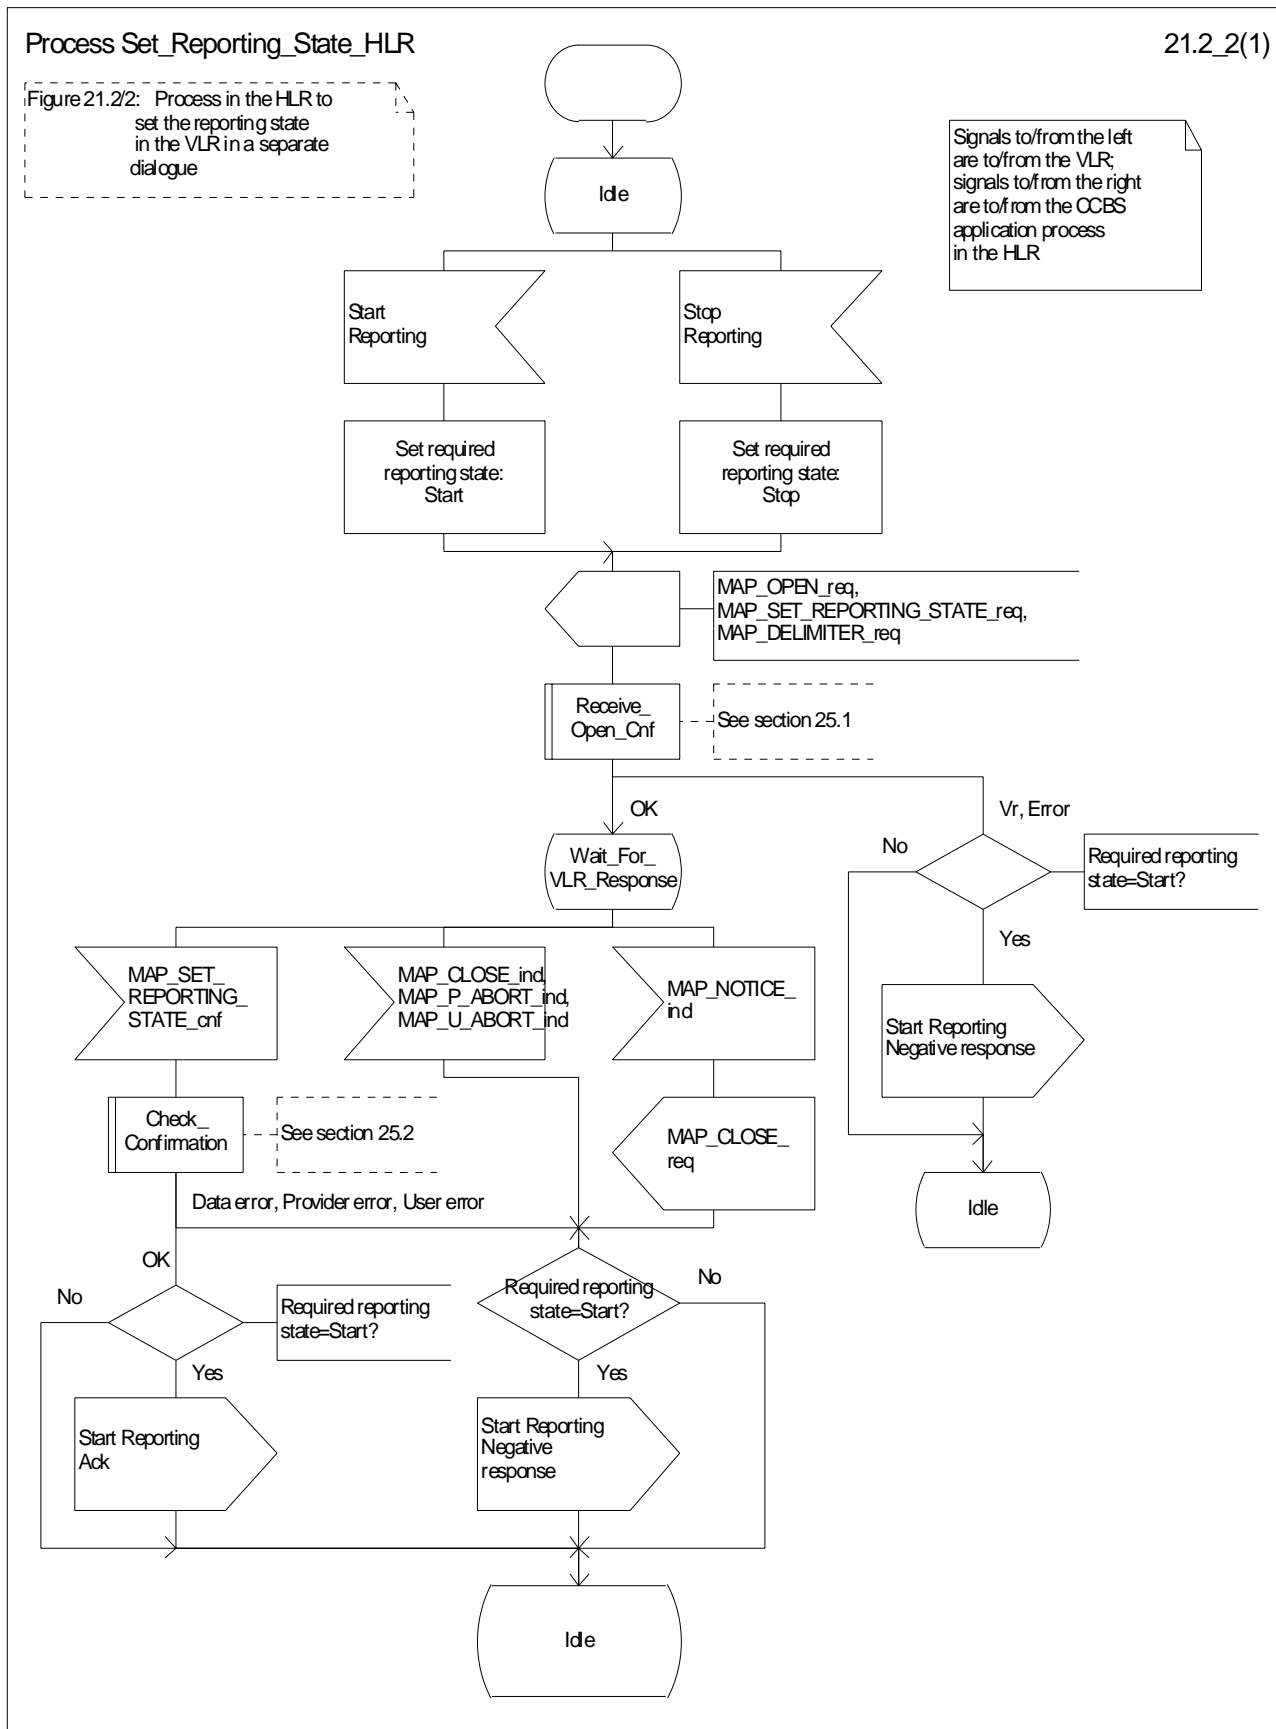 Process Set_Reporting_State_HLR
21.2_2(1)
Figure 21.2/2: Process in the HLR to
set the reporting state
in the VLR in a separate
dialogue
Signals to/from the left
are to/from the VLR;
signals to/from the right
are to/from the CCBS
application process
in the HLR
Idle
Start
Reporting
Stop
Reporting
Set required
reporting state:
Start
Set required
reporting state:
Stop
MAP_OPEN_req,
MAP_SET_REPORTING_STATE_req,
MAP_DELIMITER_req
Receive_
Open_Cnf
See section 25.1
OK
Vr, Error
Wait_For_
VLR_Response
No
Required reporting
state=Start?
Yes
MAP_SET_
REPORTING_
STATE_cnf
MAP_CLOSE_ind,
MAP_P_ABORT_ind,
MAP_U_ABORT_ind
MAP_NOTICE_
ind
Start Reporting
Negative response
Check_
Confirmation
See section 25.2
MAP_CLOSE_
req
Data error, Provider error, User error
Idle
OK
No
Required reporting
state=Start?
Required reporting
state=Start?
No
Yes
Yes
Start Reporting
Ack
Start Reporting
Negative
response
Idle